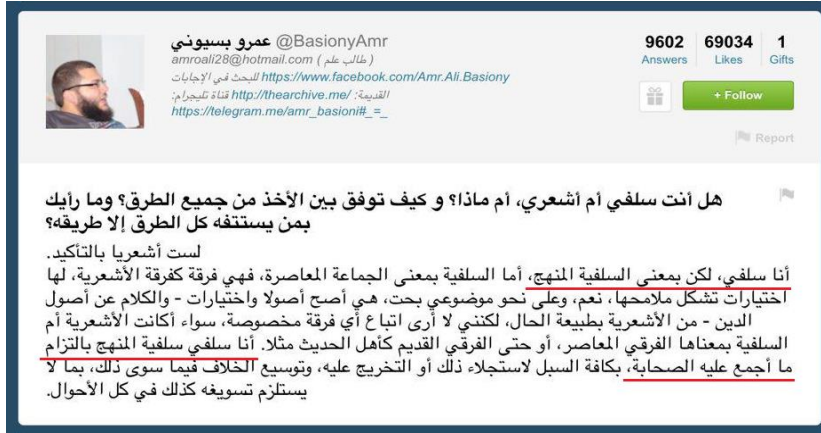 @BasionyAmr عمرو بسيوني
( طالب علم ) amroali28@hotmail.com
https://www.facebook.com/Amr.Ali.Basiony للبحث في الإجابات
القديمة: http://thearchive.me/ قناة تليجرام:
https://telegram.me/amr_basioni#_=_
9602 69034 1
Answers Likes Gifts
+ Follow
Report
هل أنت سلفي أم أشعري، أم ماذا؟ و كيف توفق بين الأخذ من جميع الطرق؟ وما رأيك
بمن يستتفه كل الطرق إلا طريقه؟
لست أشعريا بالتأكيد.
أنا سلفي، لكن بمعنى السلفية المنهج، أما السلفية بمعنى الجماعة المعاصرة، فهي فرقة كفرقة الأشعرية، لها
اختيارات تشكل ملامحها، نعم، وعلى نحو موضوعي بحت، هي أصح أصولا واختيارات - والكلام عن أصول
الدين - من الأشعرية بطبيعة الحال، لكنني لا أرى اتباع أي فرقة مخصوصة، سواء أكانت الأشعرية أم
السلفية بمعناها الفرقي المعاصر، أو حتى الفرقي القديم كأهل الحديث مثلا. أنا سلفي سلفية المنهج بالتزام
ما أجمع عليه الصحابة، بكافة السبل لاستجلاء ذلك أو التخريج عليه، وتوسيع الخلاف فيما سوى ذلك، بما لا
يستلزم تسويغه كذلك في كل الأحوال.